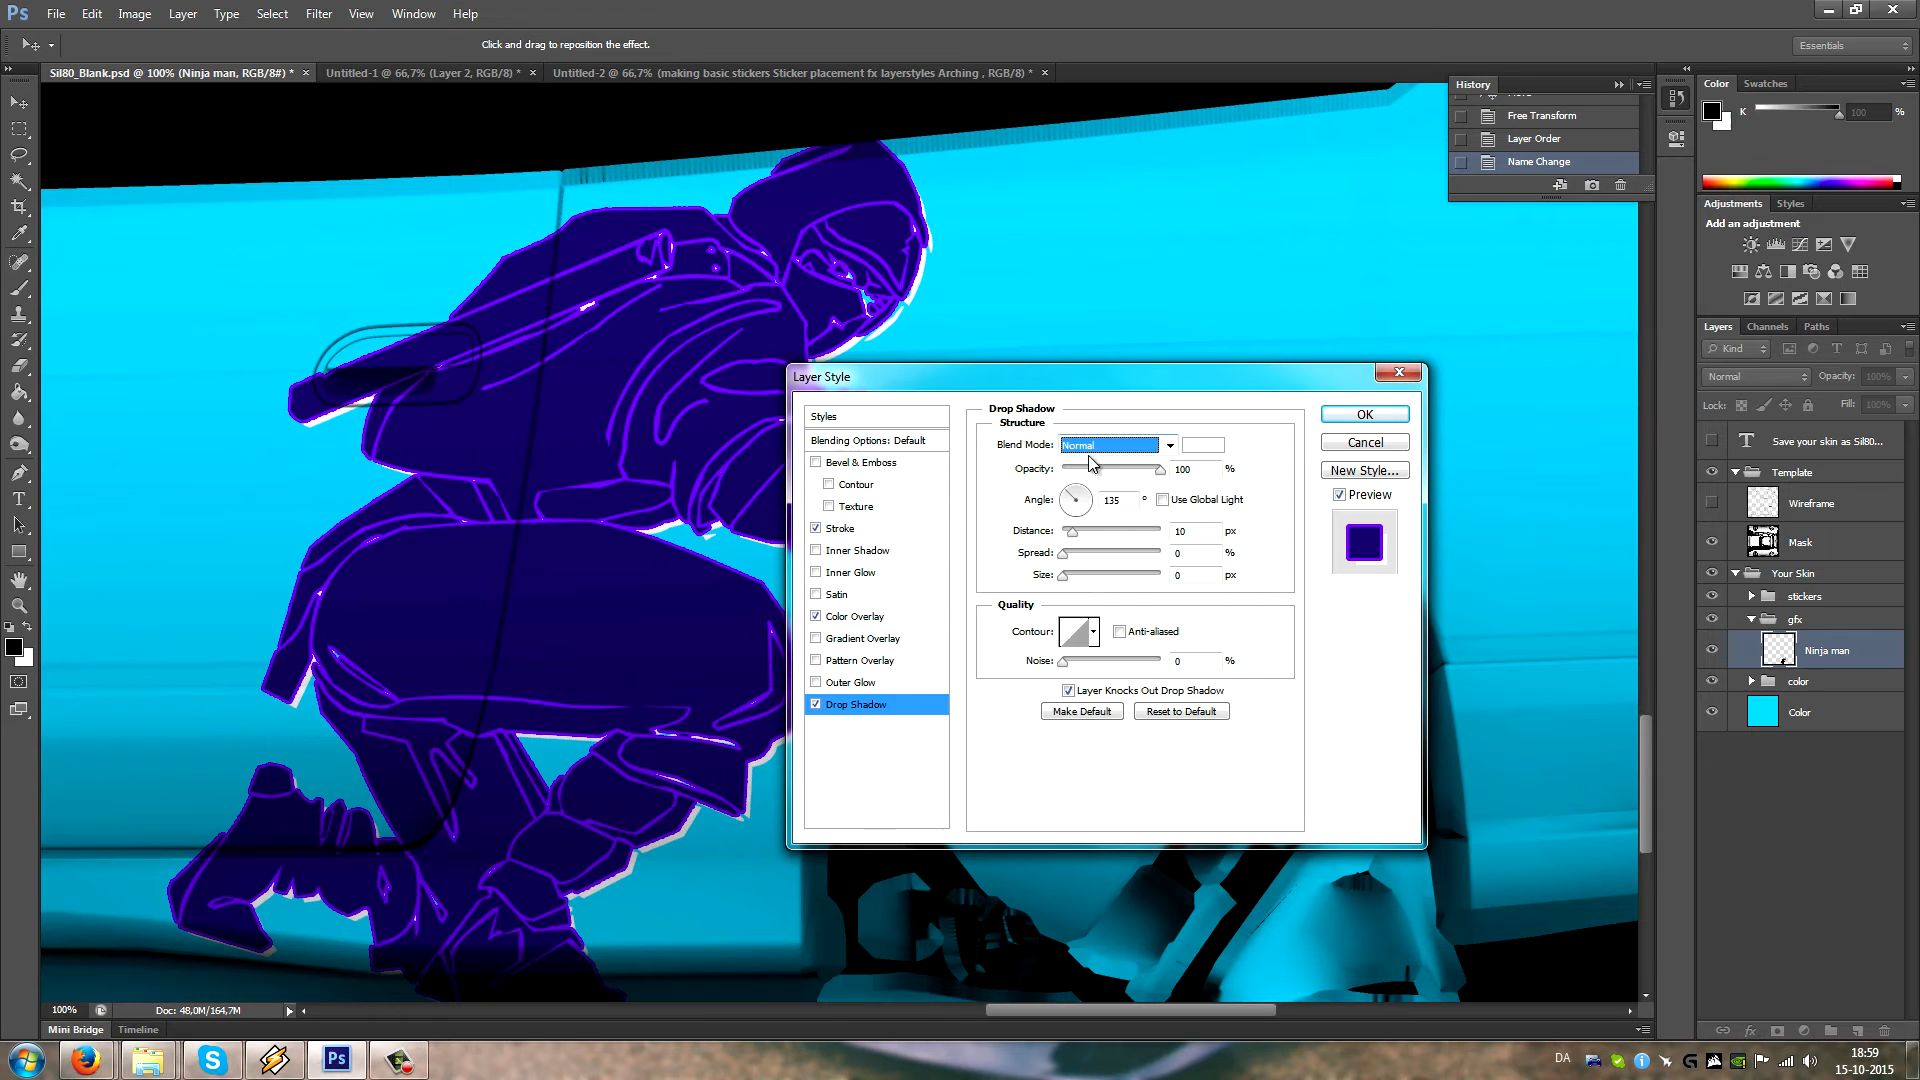 Ps File Edit Image Layer Type Select Filter View Window Help
Click and drag to reposition the effect.
Essentials
Sil80_Blank.psd @ 100% (Ninja man, RGB/8#) * ×
Untitled-1 @ 66,7% (Layer 2, RGB/8) * ×
Untitled-2 @ 66,7% (making basic stickers Sticker placement fx layerstyles Arching , RGB/8) * ×
History
Free Transform
Layer Order
Name Change
Color Swatches
K 100 %
Adjustments Styles
Add an adjustment
Layers Channels Paths
Kind
Normal Opacity: 100%
Lock: Fill: 100%
Save your skin as Sil80...
Template
Wireframe
Mask
Your Skin
stickers
gfx
Ninja man
color
Color
Layer Style
Styles
Blending Options: Default
Bevel & Emboss
Contour
Texture
Stroke
Inner Shadow
Inner Glow
Satin
Color Overlay
Gradient Overlay
Pattern Overlay
Outer Glow
Drop Shadow
Drop Shadow
Structure
Blend Mode: Normal
Opacity: 100 %
Angle: 135 ° Use Global Light
Distance: 10 px
Spread: 0 %
Size: 0 px
Quality
Contour: Anti-aliased
Noise: 0 %
Layer Knocks Out Drop Shadow
Make Default Reset to Default
OK
Cancel
New Style...
Preview
100% Doc: 48,0M/164,7M
Mini Bridge Timeline
Ps
DA
18:59
15-10-2015